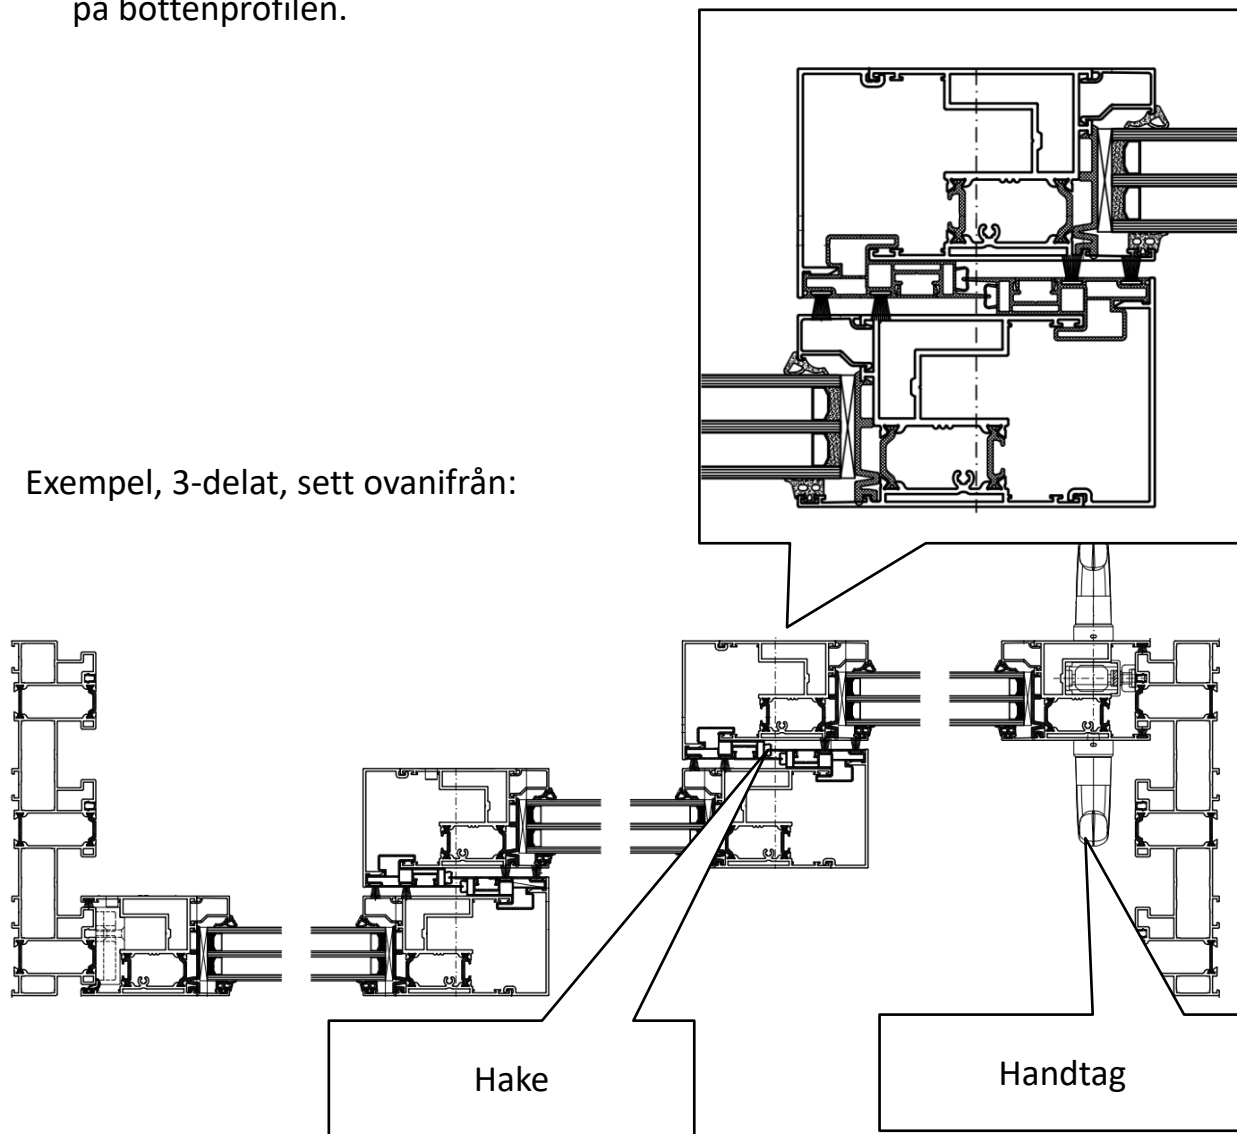 på bottenprofilen.
Exempel, 3-delat, sett ovanifrån:
Hake
Handtag